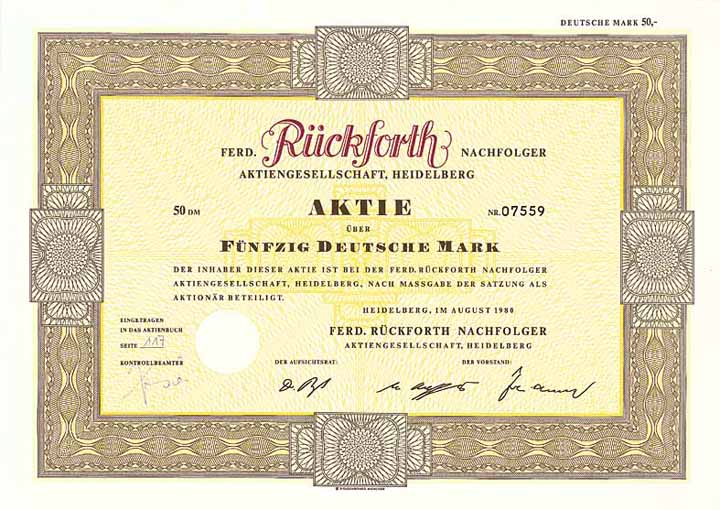 DEUTSCHE MARK 50,-
FERD. Rückforth NACHFOLGER
AKTIENGESELLSCHAFT, HEIDELBERG
50 DM AKTIE NR. 07559
ÜBER
FÜNFZIG DEUTSCHE MARK
DER INHABER DIESER AKTIE IST BEI DER FERD. RÜCKFORTH NACHFOLGER
AKTIENGESELLSCHAFT, HEIDELBERG, NACH MASSGABE DER SATZUNG ALS
AKTIONÄR BETEILIGT.
HEIDELBERG, IM AUGUST 1980
EINGETRAGEN
IN DAS AKTIENBUCH
SEITE 117
KONTROLLBEAMTER
FERD. RÜCKFORTH NACHFOLGER
AKTIENGESELLSCHAFT, HEIDELBERG
DER AUFSICHTSRAT:
DER VORSTAND: